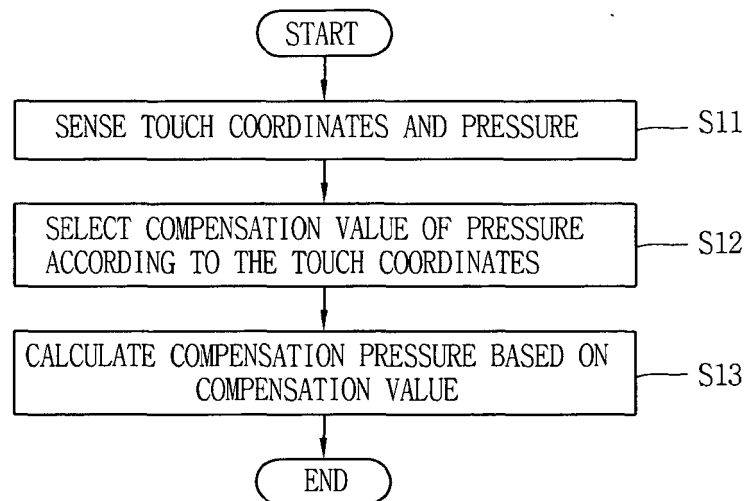 START
SENSE TOUCH COORDINATES AND PRESSURE
S11
SELECT COMPENSATION VALUE OF PRESSURE
ACCORDING TO THE TOUCH COORDINATES
S12
CALCULATE COMPENSATION PRESSURE BASED ON
COMPENSATION VALUE
S13
END